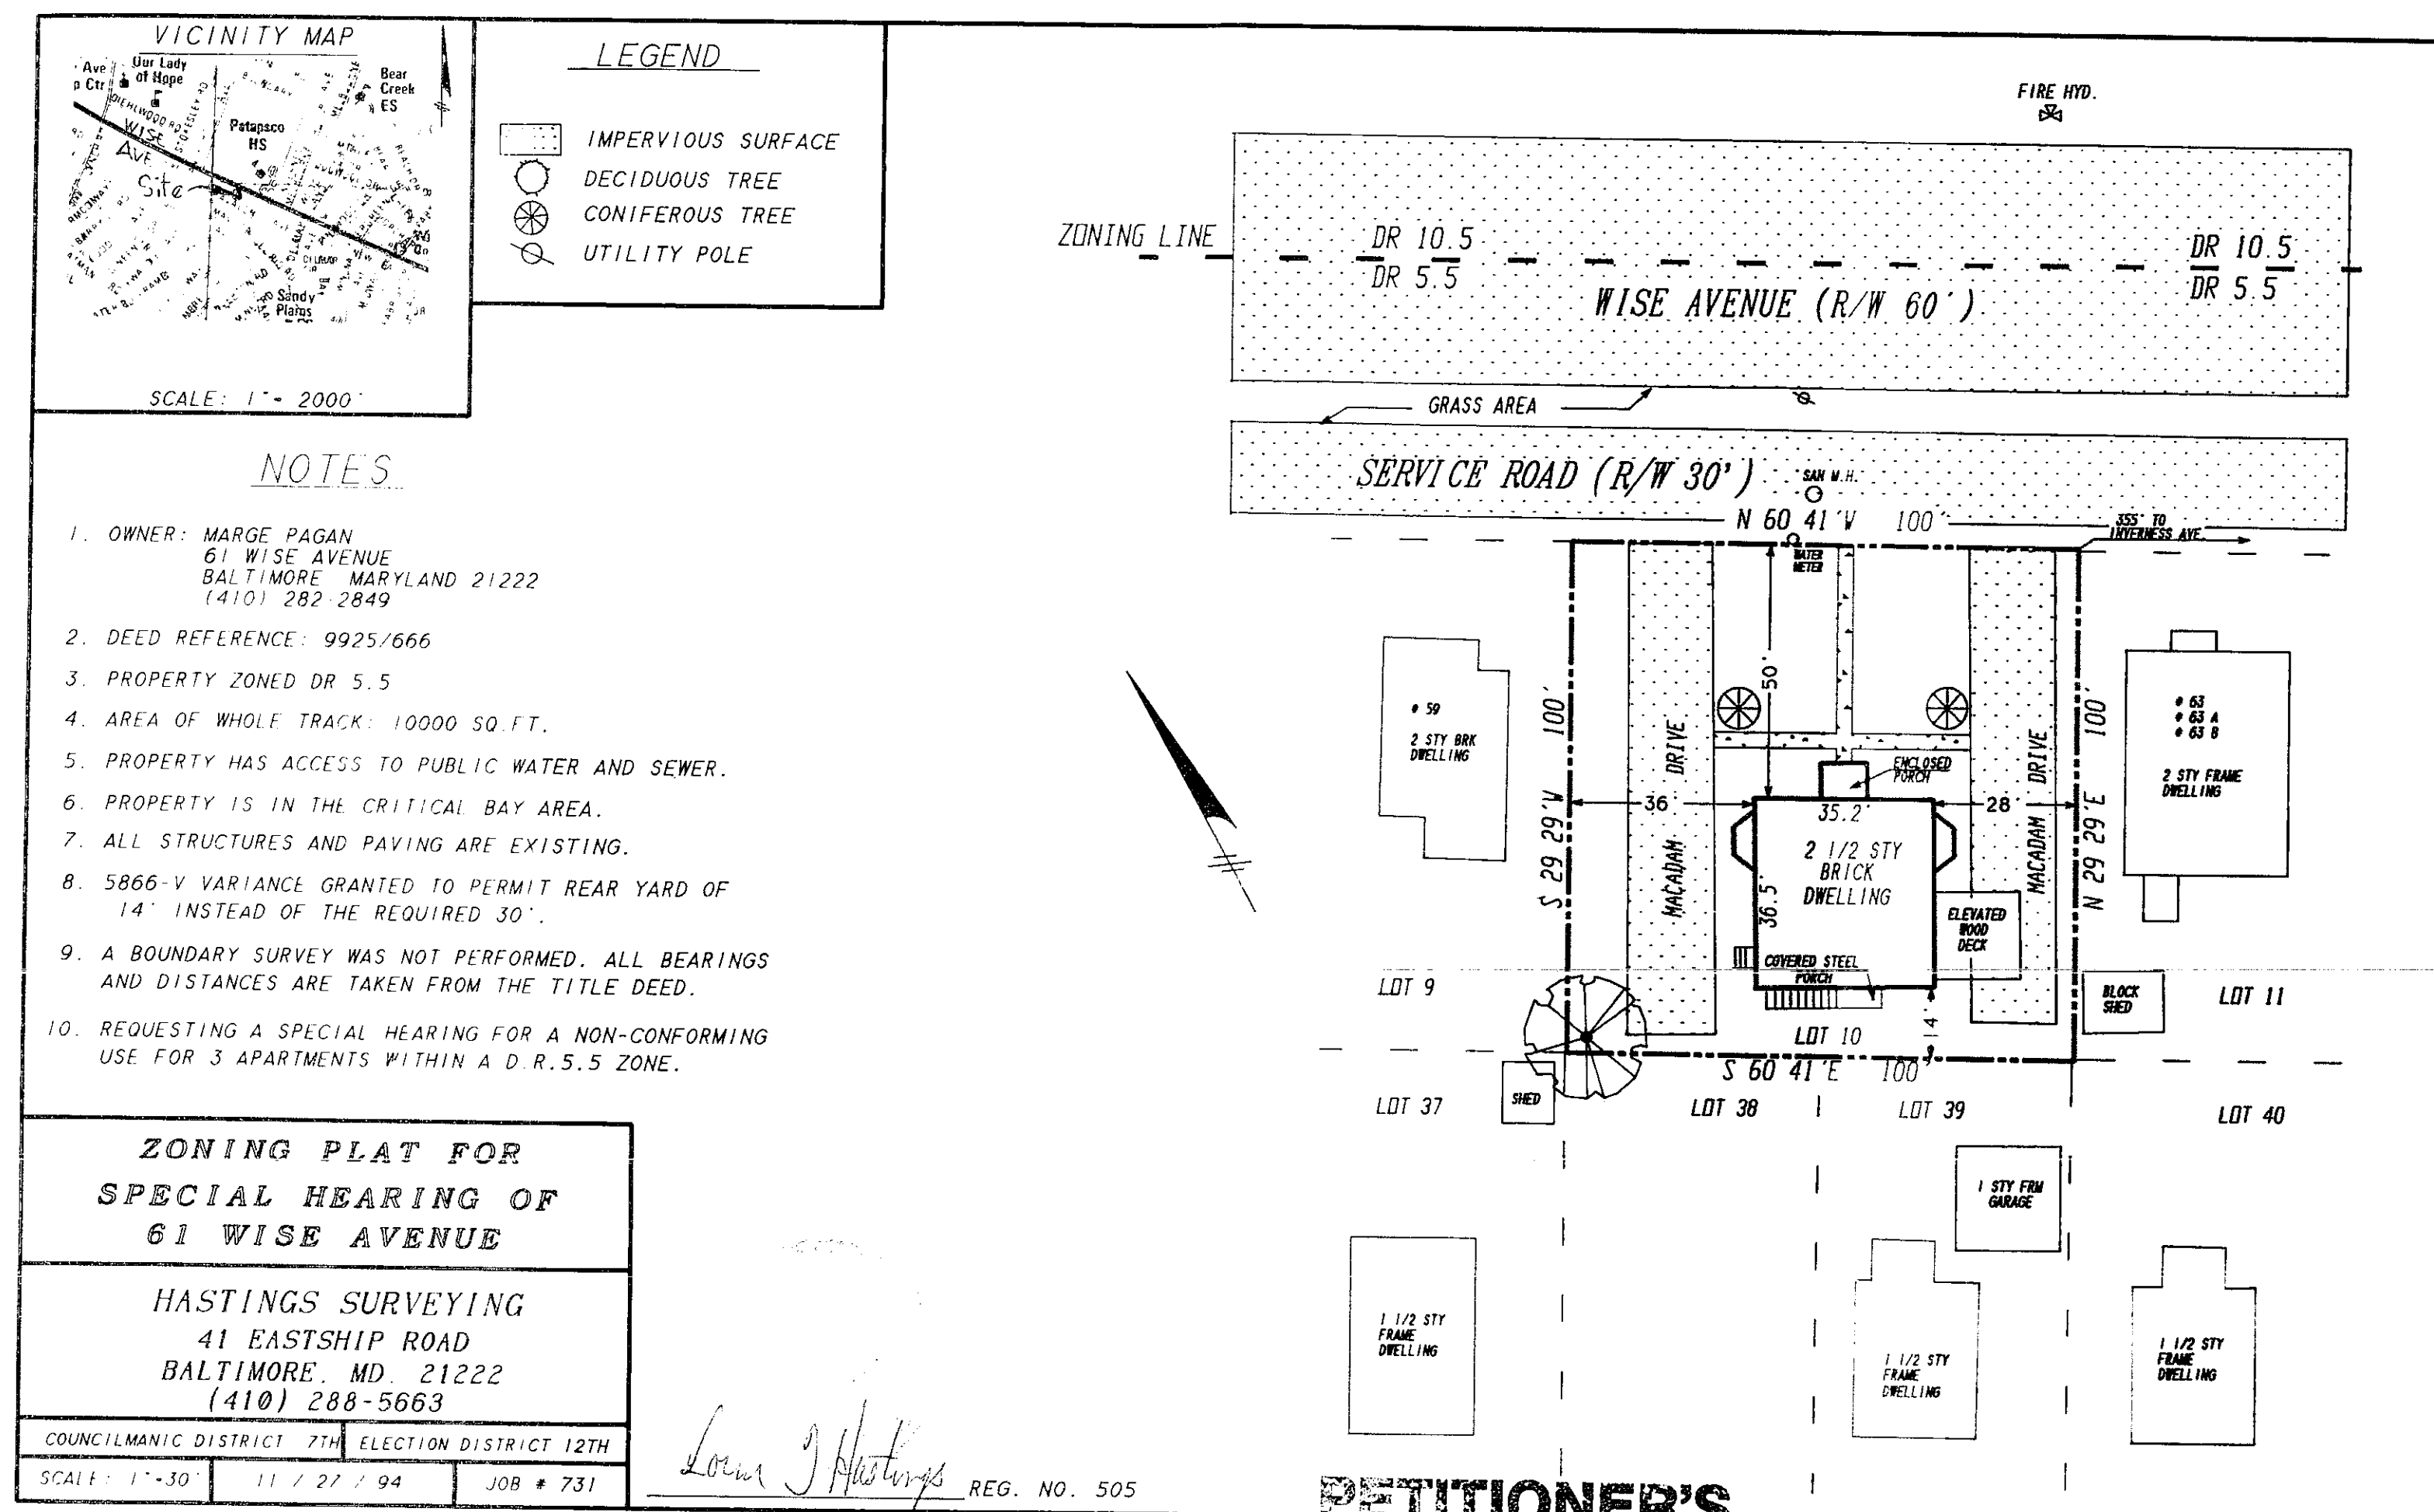 VICINITY MAP
Ave
p Ctr
Our Lady
of Hope
Bear
Creek
ES
DIEHLWOOD RD
STOKESLEY RD
WISE
AVE
Patapsco
HS
Site
Sandy
Plains
SCALE: 1"= 2000'
LEGEND
IMPERVIOUS SURFACE
DECIDUOUS TREE
CONIFEROUS TREE
UTILITY POLE
NOTES
1. OWNER: MARGE PAGAN
61 WISE AVENUE
BALTIMORE MARYLAND 21222
(410) 282-2849
2. DEED REFERENCE: 9925/666
3. PROPERTY ZONED DR 5.5
4. AREA OF WHOLE TRACK: 10000 SQ.FT.
5. PROPERTY HAS ACCESS TO PUBLIC WATER AND SEWER.
6. PROPERTY IS IN THE CRITICAL BAY AREA.
7. ALL STRUCTURES AND PAVING ARE EXISTING.
8. 5866-V VARIANCE GRANTED TO PERMIT REAR YARD OF
14' INSTEAD OF THE REQUIRED 30'.
9. A BOUNDARY SURVEY WAS NOT PERFORMED. ALL BEARINGS
AND DISTANCES ARE TAKEN FROM THE TITLE DEED.
10. REQUESTING A SPECIAL HEARING FOR A NON-CONFORMING
USE FOR 3 APARTMENTS WITHIN A D.R.5.5 ZONE.
ZONING PLAT FOR
SPECIAL HEARING OF
61 WISE AVENUE
HASTINGS SURVEYING
41 EASTSHIP ROAD
BALTIMORE. MD. 21222
(410) 288-5663
COUNCILMANIC DISTRICT 7TH
ELECTION DISTRICT 12TH
SCALE: 1"=30'
11 / 27 / 94
JOB # 731
Hastings
REG. NO. 505
FIRE HYD.
ZONING LINE
DR 10.5
DR 5.5
DR 10.5
DR 5.5
WISE AVENUE (R/W 60')
GRASS AREA
SERVICE ROAD (R/W 30')
SAN M.H.
N 60 41'W 100'
355' TO
INVERNESS AVE.
WATER
METER
50'
# 59
2 STY BRK
DWELLING
S 29 29'W 100'
MACADAM DRIVE
ENCLOSED
PORCH
36'
35.2'
28'
36.5'
2 1/2 STY
BRICK
DWELLING
MACADAM DRIVE
N 29 29'E 100'
# 63
# 63 A
# 63 B
2 STY FRAME
DWELLING
ELEVATED
WOOD
DECK
COVERED STEEL
PORCH
14'
LOT 9
LOT 10
BLOCK
SHED
LOT 11
S 60 41'E 100'
LOT 37
SHED
LOT 38
LOT 39
LOT 40
1 STY FRM
GARAGE
1 1/2 STY
FRAME
DWELLING
1 1/2 STY
FRAME
DWELLING
1 1/2 STY
FRAME
DWELLING
PETITIONER'S